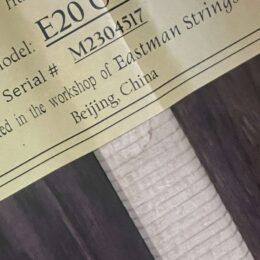 Model: E20 O
Serial # M2304517
in the workshop of Eastman Strings
Beijing, China